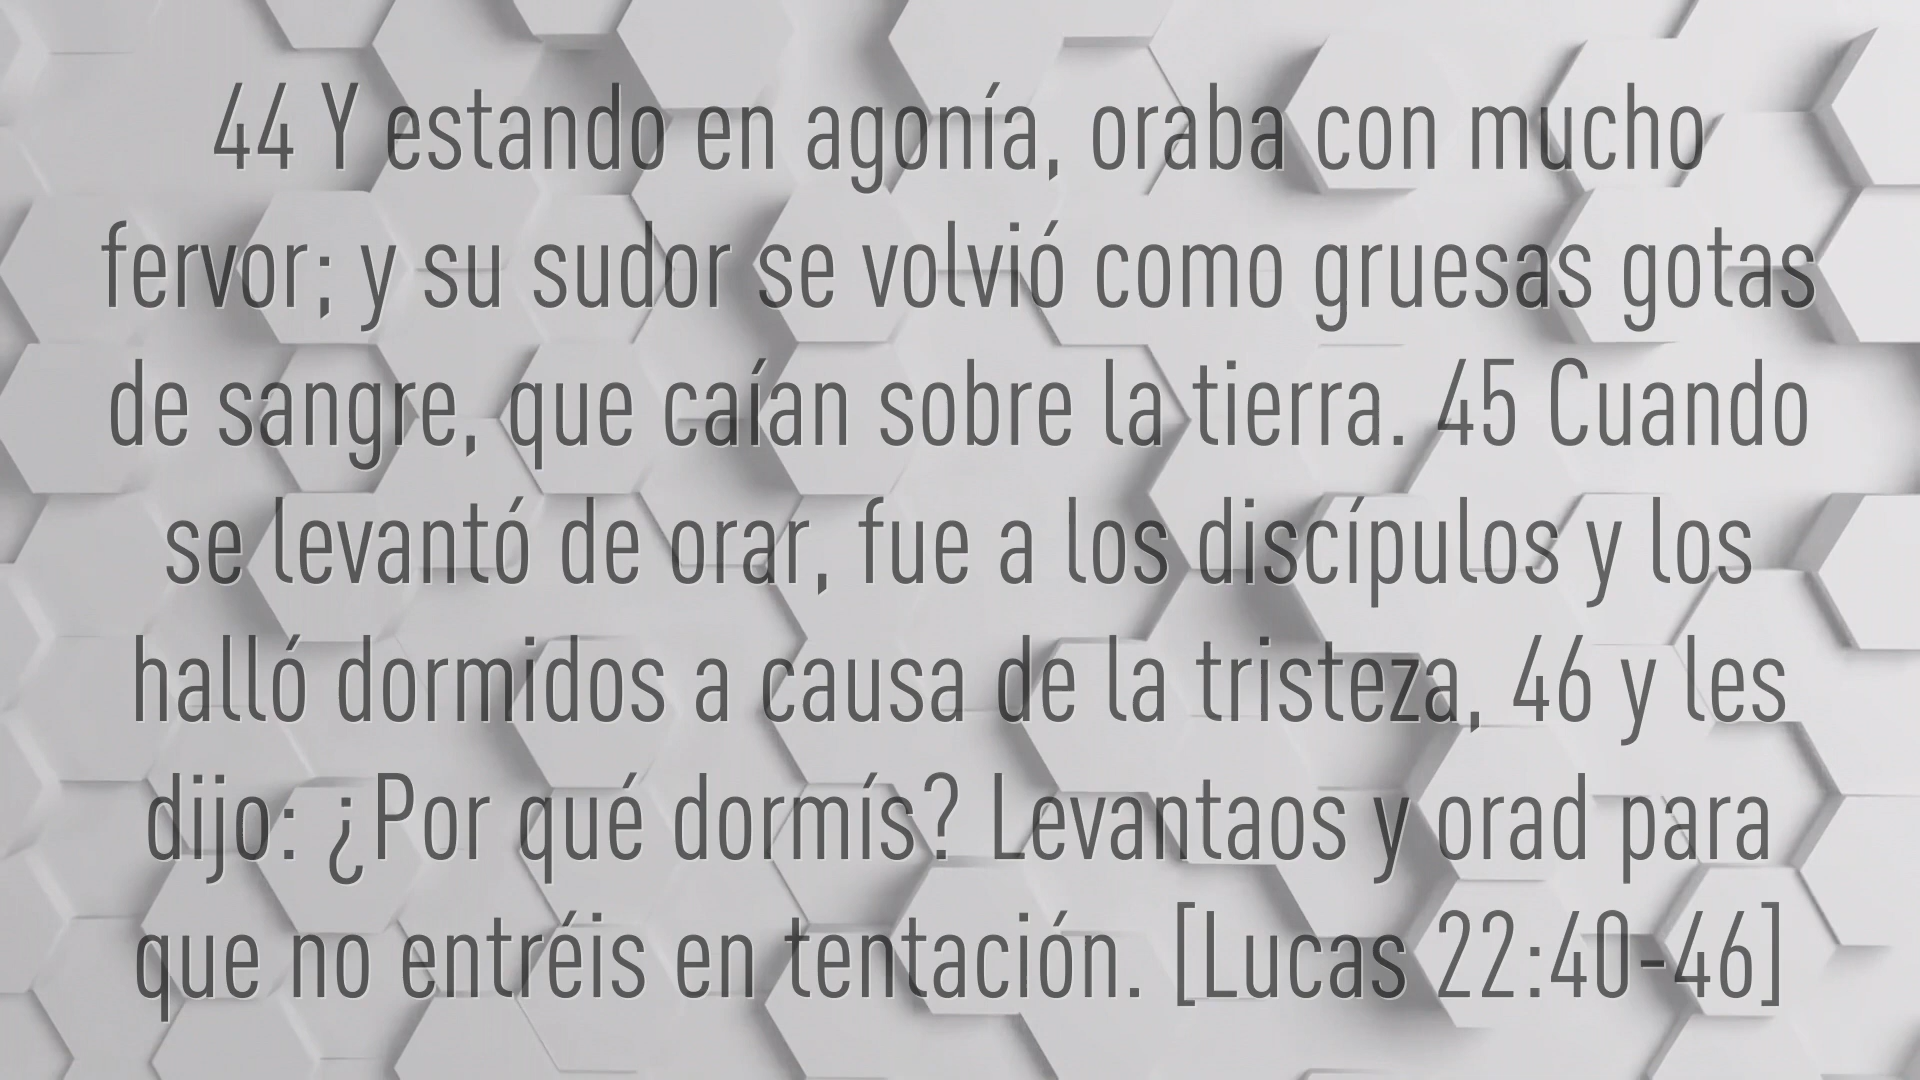 44 Y estando en agonía, oraba con mucho
fervor; y su sudor se volvió como gruesas gotas
de sangre, que caían sobre la tierra. 45 Cuando
se levantó de orar, fue a los discípulos y los
halló dormidos a causa de la tristeza, 46 y les
dijo: ¿Por qué dormís? Levantaos y orad para
que no entréis en tentación. [Lucas 22:40-46]